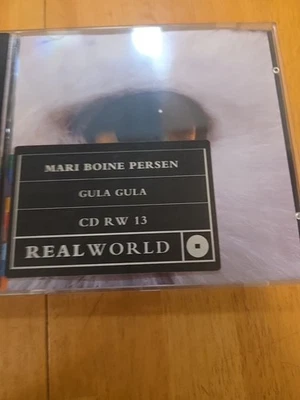 MARI BOINE PERSEN
GULA GULA
CD RW 13
REALWORLD